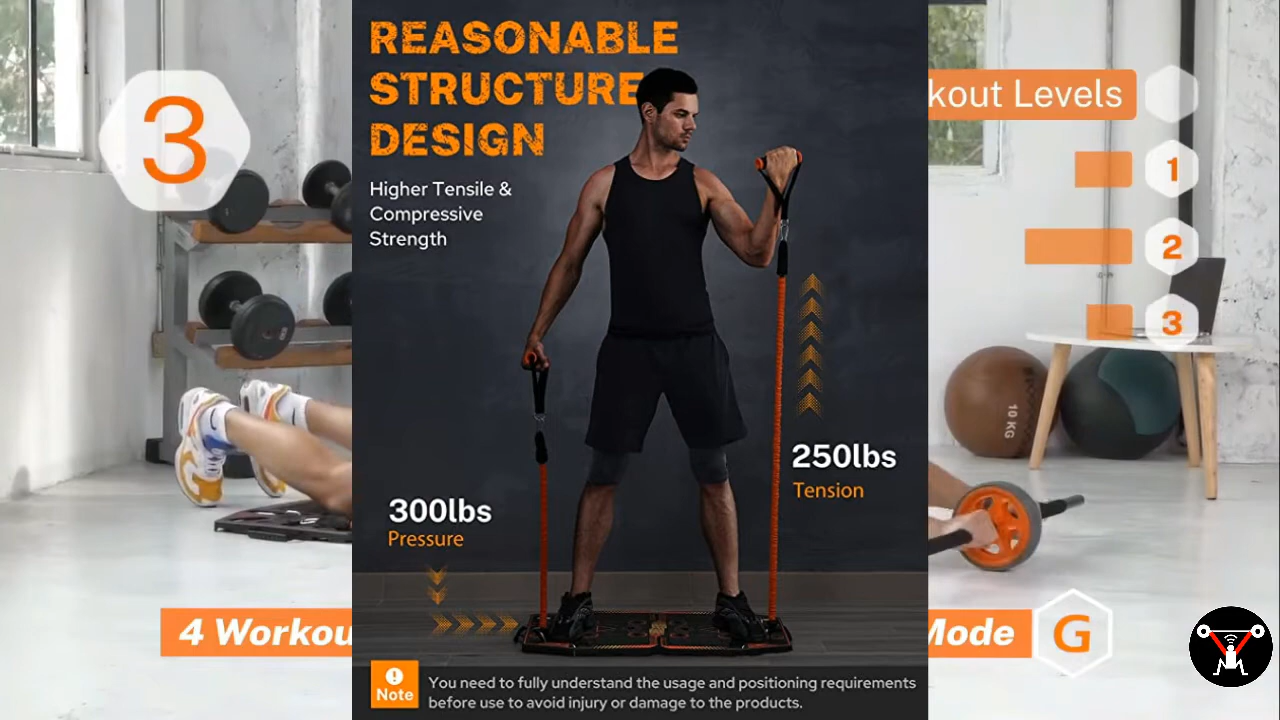 REASONABLE
STRUCTURE
DESIGN
Higher Tensile &
Compressive
Strength
3
kout Levels
1
2
3
10 KG
250lbs
Tension
300lbs
Pressure
4 Workou
Mode G
Note
You need to fully understand the usage and positioning requirements
before use to avoid injury or damage to the products.